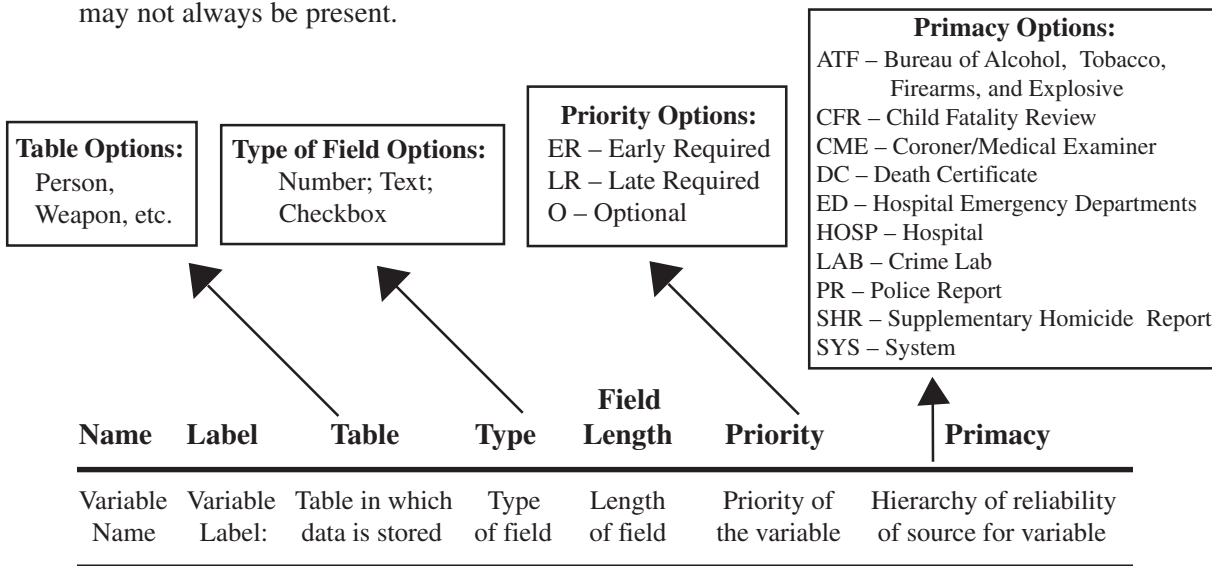 may not always be present.
Table Options:
Person,
Weapon, etc.
Type of Field Options:
Number; Text;
Checkbox
Priority Options:
ER – Early Required
LR – Late Required
O – Optional
Primacy Options:
ATF – Bureau of Alcohol, Tobacco,
Firearms, and Explosive
CFR – Child Fatality Review
CME – Coroner/Medical Examiner
DC – Death Certificate
ED – Hospital Emergency Departments
HOSP – Hospital
LAB – Crime Lab
PR – Police Report
SHR – Supplementary Homicide Report
SYS – System
Name Label Table Type Field Length Priority Primacy
Variable Variable Table in which Type Length Priority of Hierarchy of reliability
Name Label: data is stored of field of field the variable of source for variable